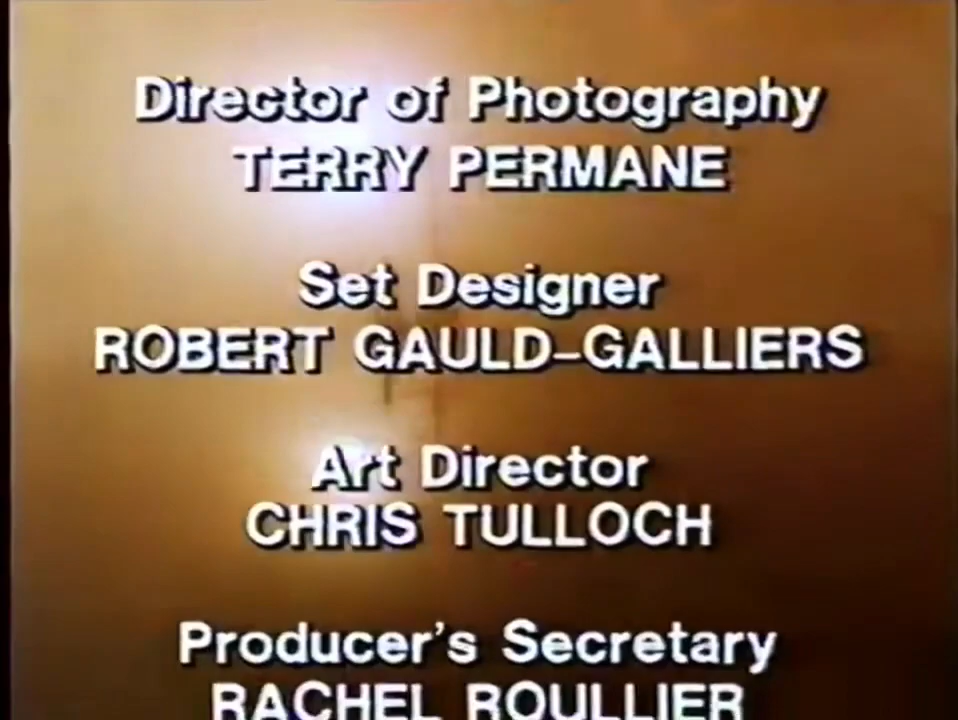 Director of Photography
TERRY PERMANE
Set Designer
ROBERT GAULD-GALLIERS
Art Director
CHRIS TULLOCH
Producer's Secretary
RACHEL ROULLIER